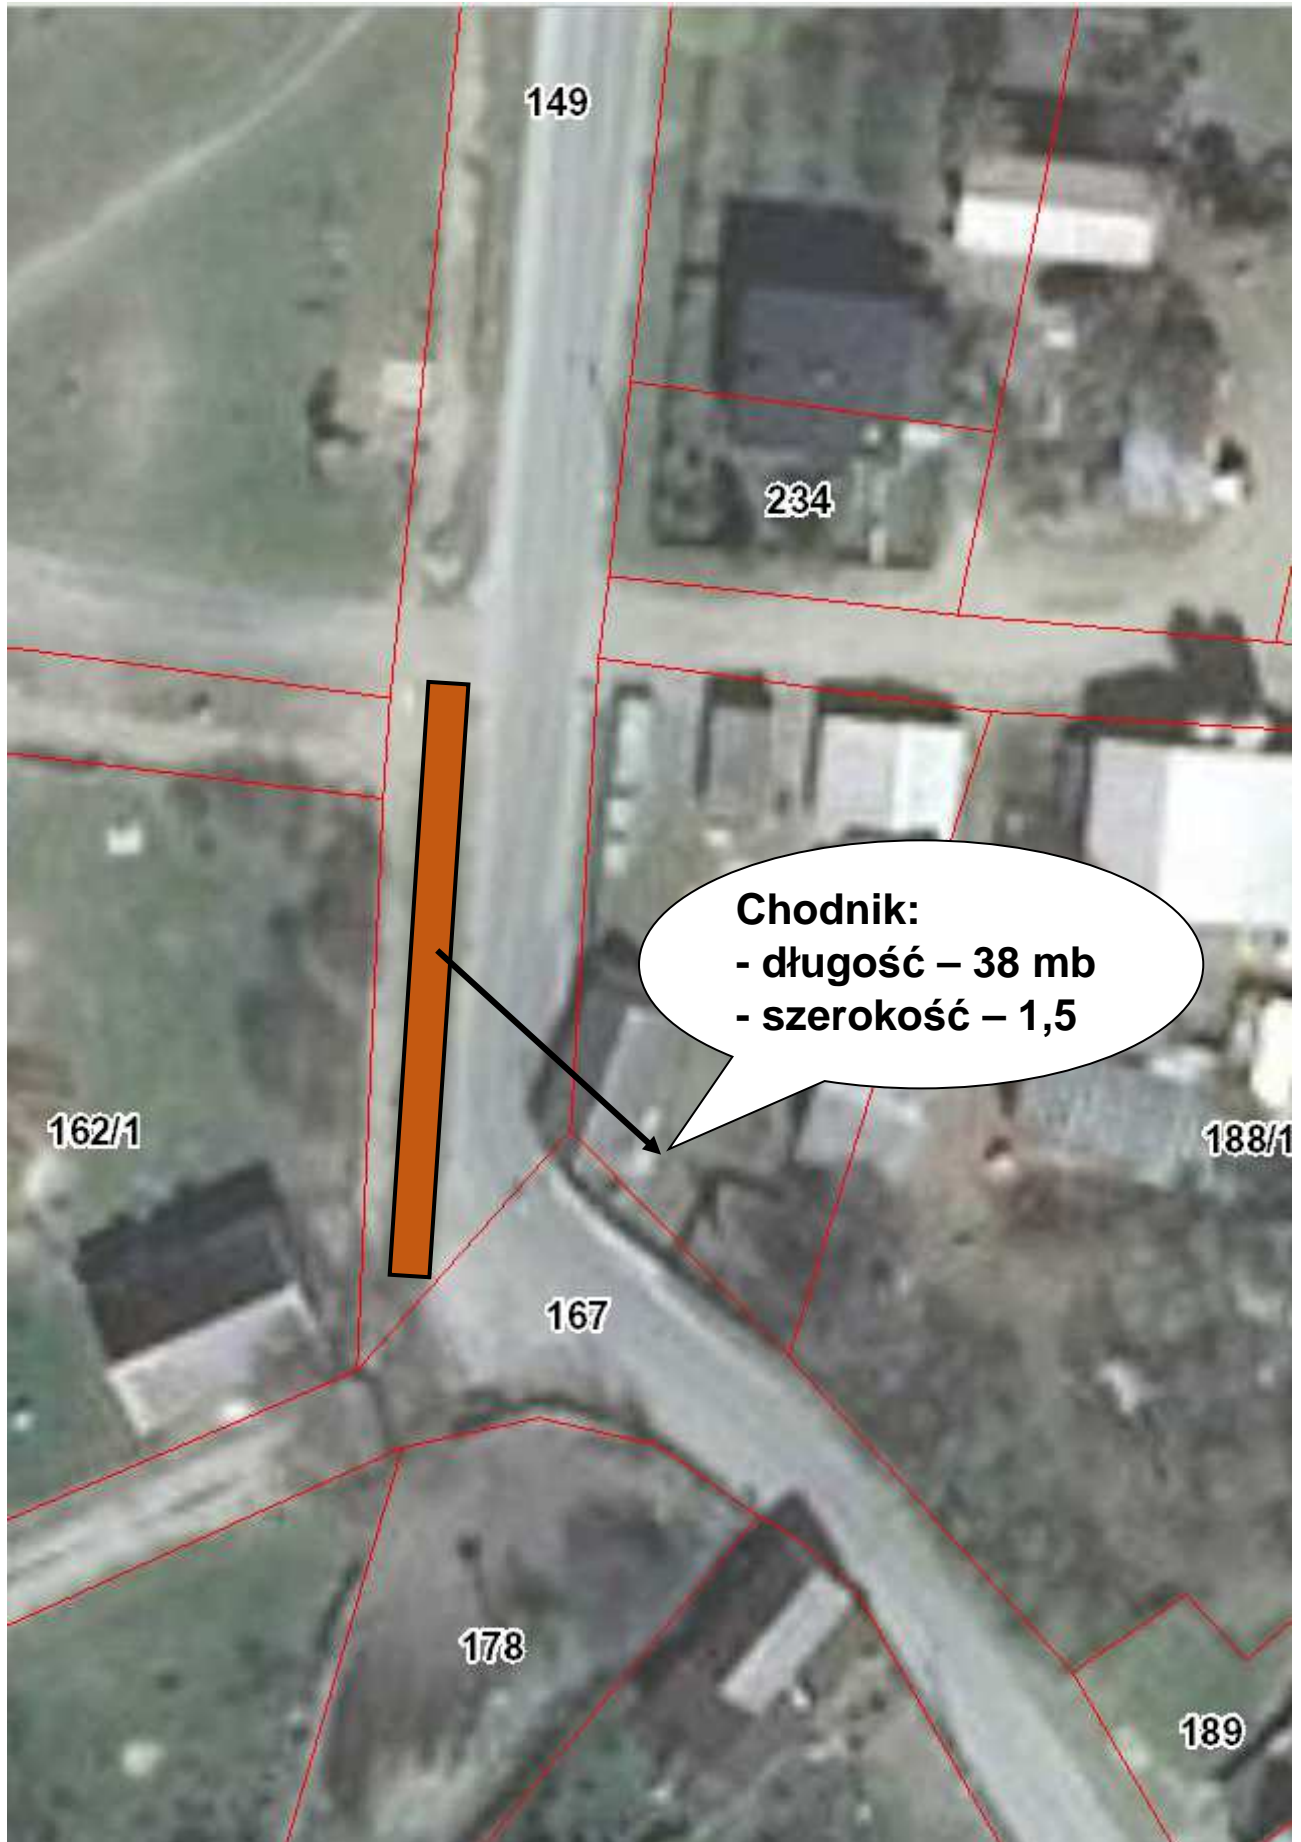 149
234
Chodnik:
- długość – 38 mb
- szerokość – 1,5
162/1
188/1
167
178
189